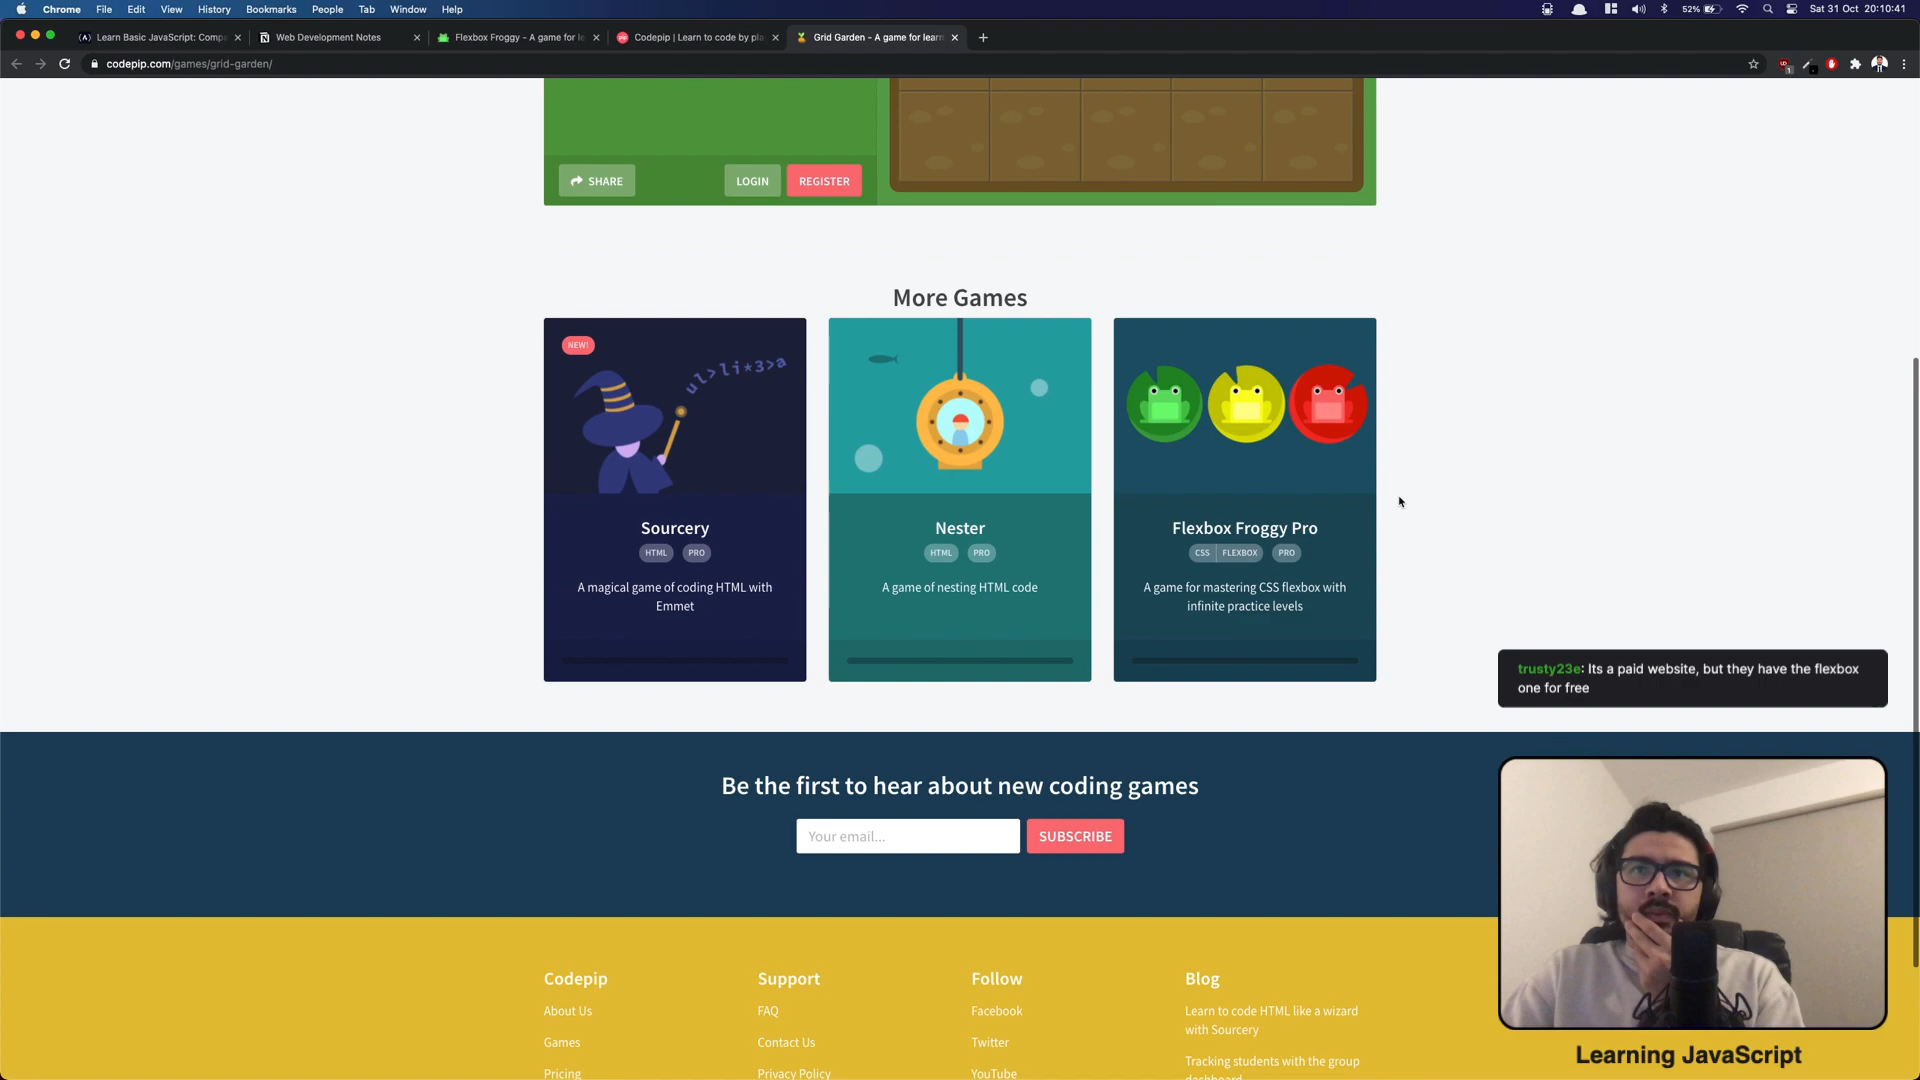 Chrome File Edit View History Bookmarks People Tab Window Help
52% Sat 31 Oct 20:10:41
Learn Basic JavaScript: Comp
Web Development Notes
Flexbox Froggy - A game for le
Codepip | Learn to code by pl
Grid Garden - A game for learn
codepip.com/games/grid-garden/
SHARE
LOGIN
REGISTER
More Games
NEW!
ul>li*3>a
Sourcery
HTML PRO
A magical game of coding HTML with
Emmet
Nester
HTML PRO
A game of nesting HTML code
Flexbox Froggy Pro
CSS FLEXBOX PRO
A game for mastering CSS flexbox with
infinite practice levels
trusty23e: Its a paid website, but they have the flexbox
one for free
Be the first to hear about new coding games
Your email...
SUBSCRIBE
Codepip
About Us
Games
Pricing
Support
FAQ
Contact Us
Privacy Policy
Follow
Facebook
Twitter
YouTube
Blog
Learn to code HTML like a wizard
with Sourcery
Tracking students with the group
dashboard
Learning JavaScript